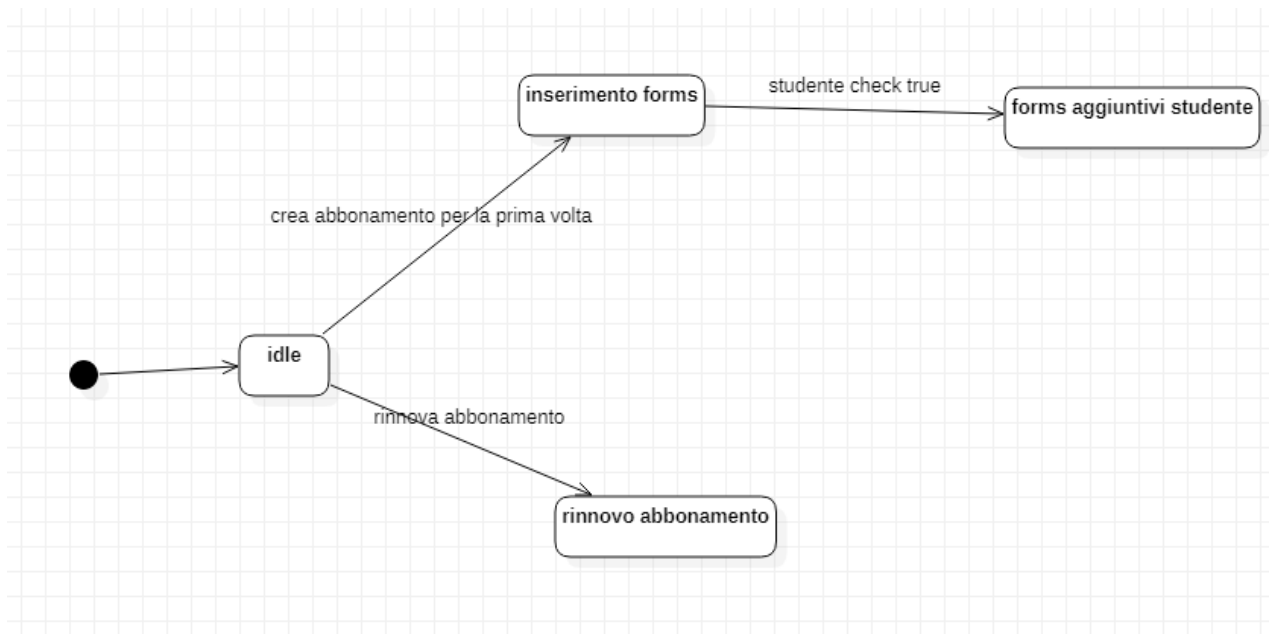 studente check true
inserimento forms
forms aggiuntivi studente
crea abbonamento per la prima volta
idle
rinnova abbonamento
rinnovo abbonamento